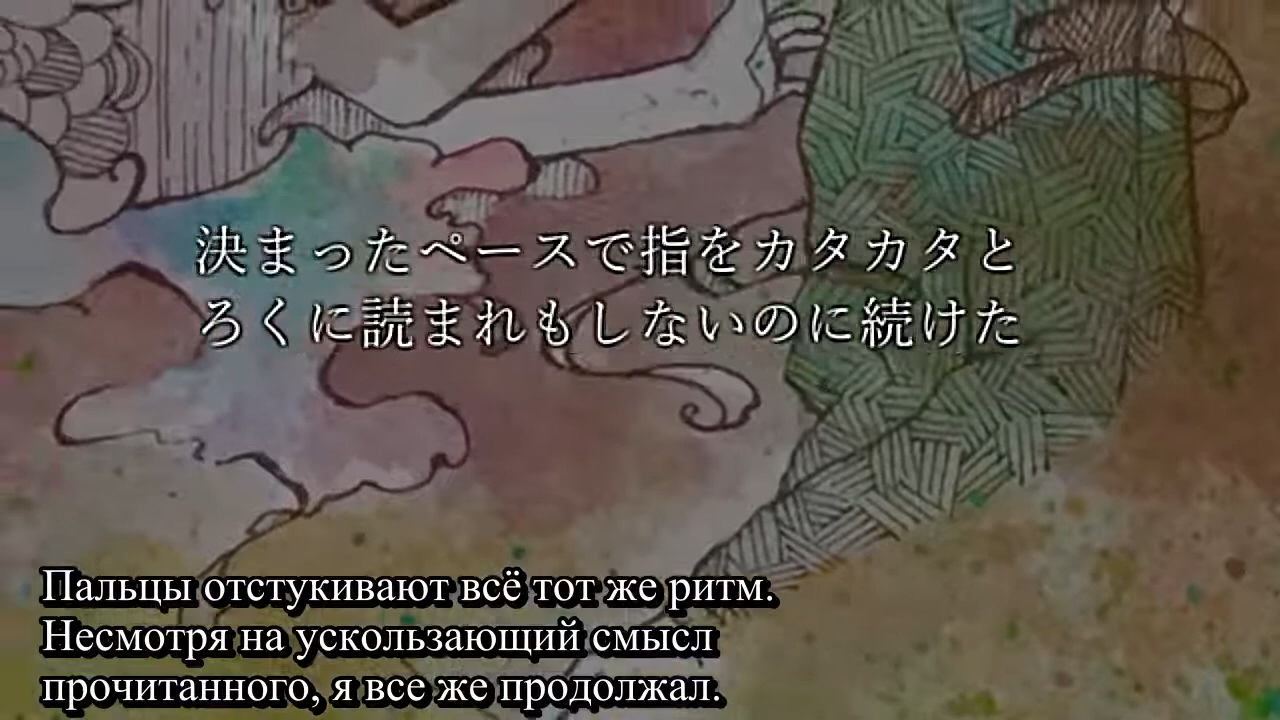 決まったペースで指をカタカタと
ろくに読まれもしないのに続けた
Пальцы отстукивают всё тот же ритм.
Несмотря на ускользающий смысл
прочитанного, я все же продолжал.